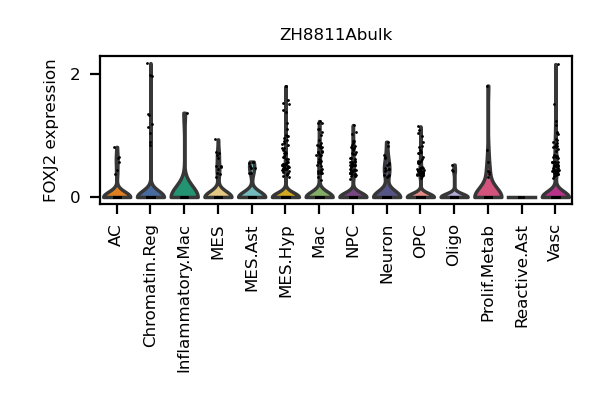 ZH8811Abulk
FOXJ2 expression
2
0
AC
Chromatin.Reg
Inflammatory.Mac
MES
MES.Ast
MES.Hyp
Mac
NPC
Neuron
OPC
Oligo
Prolif.Metab
Reactive.Ast
Vasc